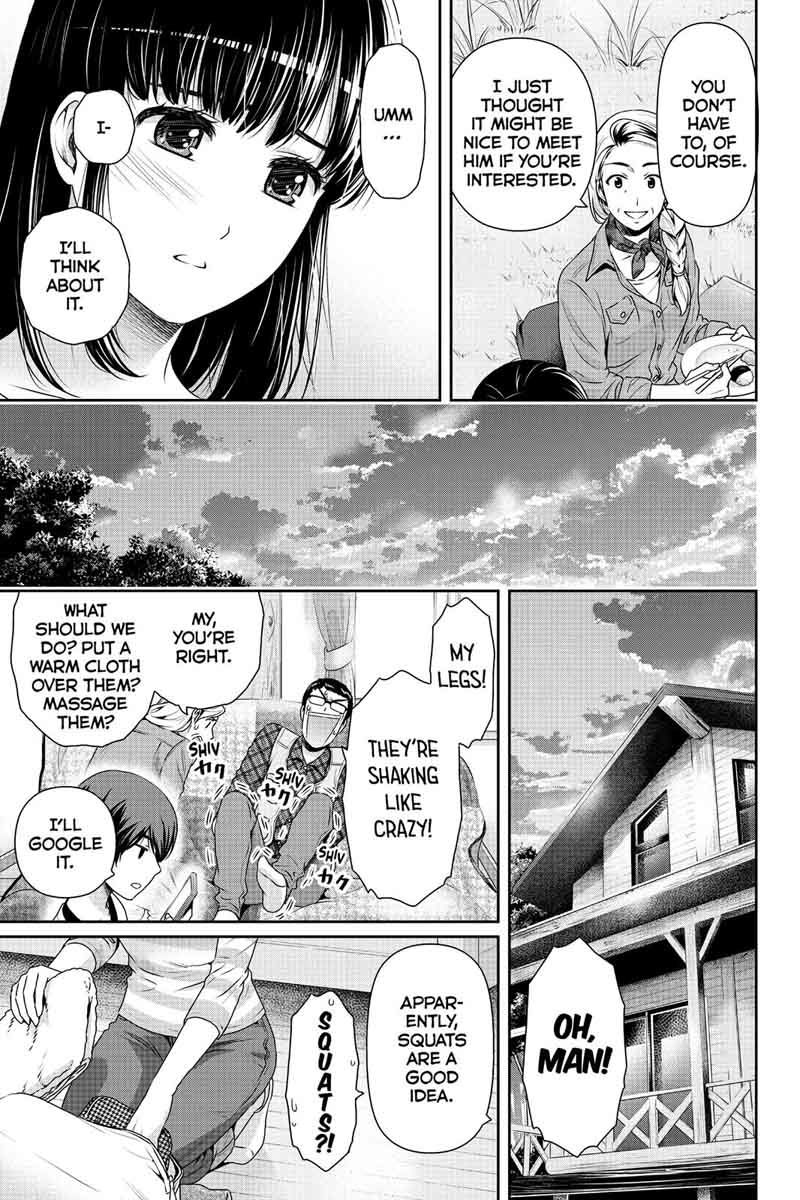 YOU
DON'T
HAVE
TO, OF
COURSE.
I JUST
THOUGHT
IT MIGHT BE
NICE TO MEET
HIM IF YOU'RE
INTERESTED.
UMM
...
I-
I'LL
THINK
ABOUT
IT.
OH,
MAN!
MY
LEGS!
THEY'RE
SHAKING
LIKE
CRAZY!
MY,
YOU'RE
RIGHT.
WHAT
SHOULD WE
DO? PUT A
WARM CLOTH
OVER THEM?
MASSAGE
THEM?
SHIV
カク
SHIV
カク
SHIV
カク
I'LL
GOOGLE
IT.
APPAR-
ENTLY,
SQUATS
ARE A
GOOD
IDEA.
SQUATS?!